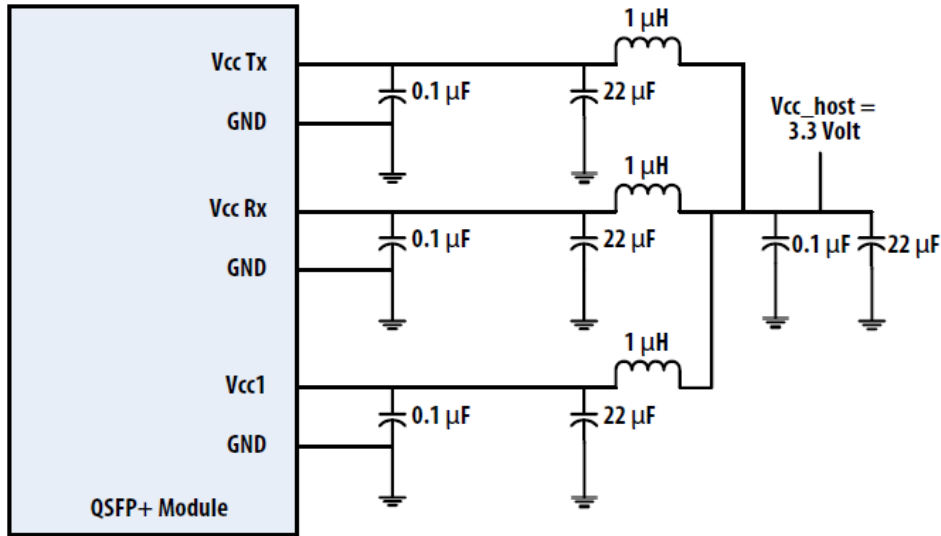 1 µH
Vcc Tx
0.1 µF
22 µF
GND
Vcc_host =
3.3 Volt
1 µH
Vcc Rx
0.1 µF
22 µF
0.1 µF
22 µF
GND
1 µH
Vcc1
0.1 µF
22 µF
GND
QSFP+ Module